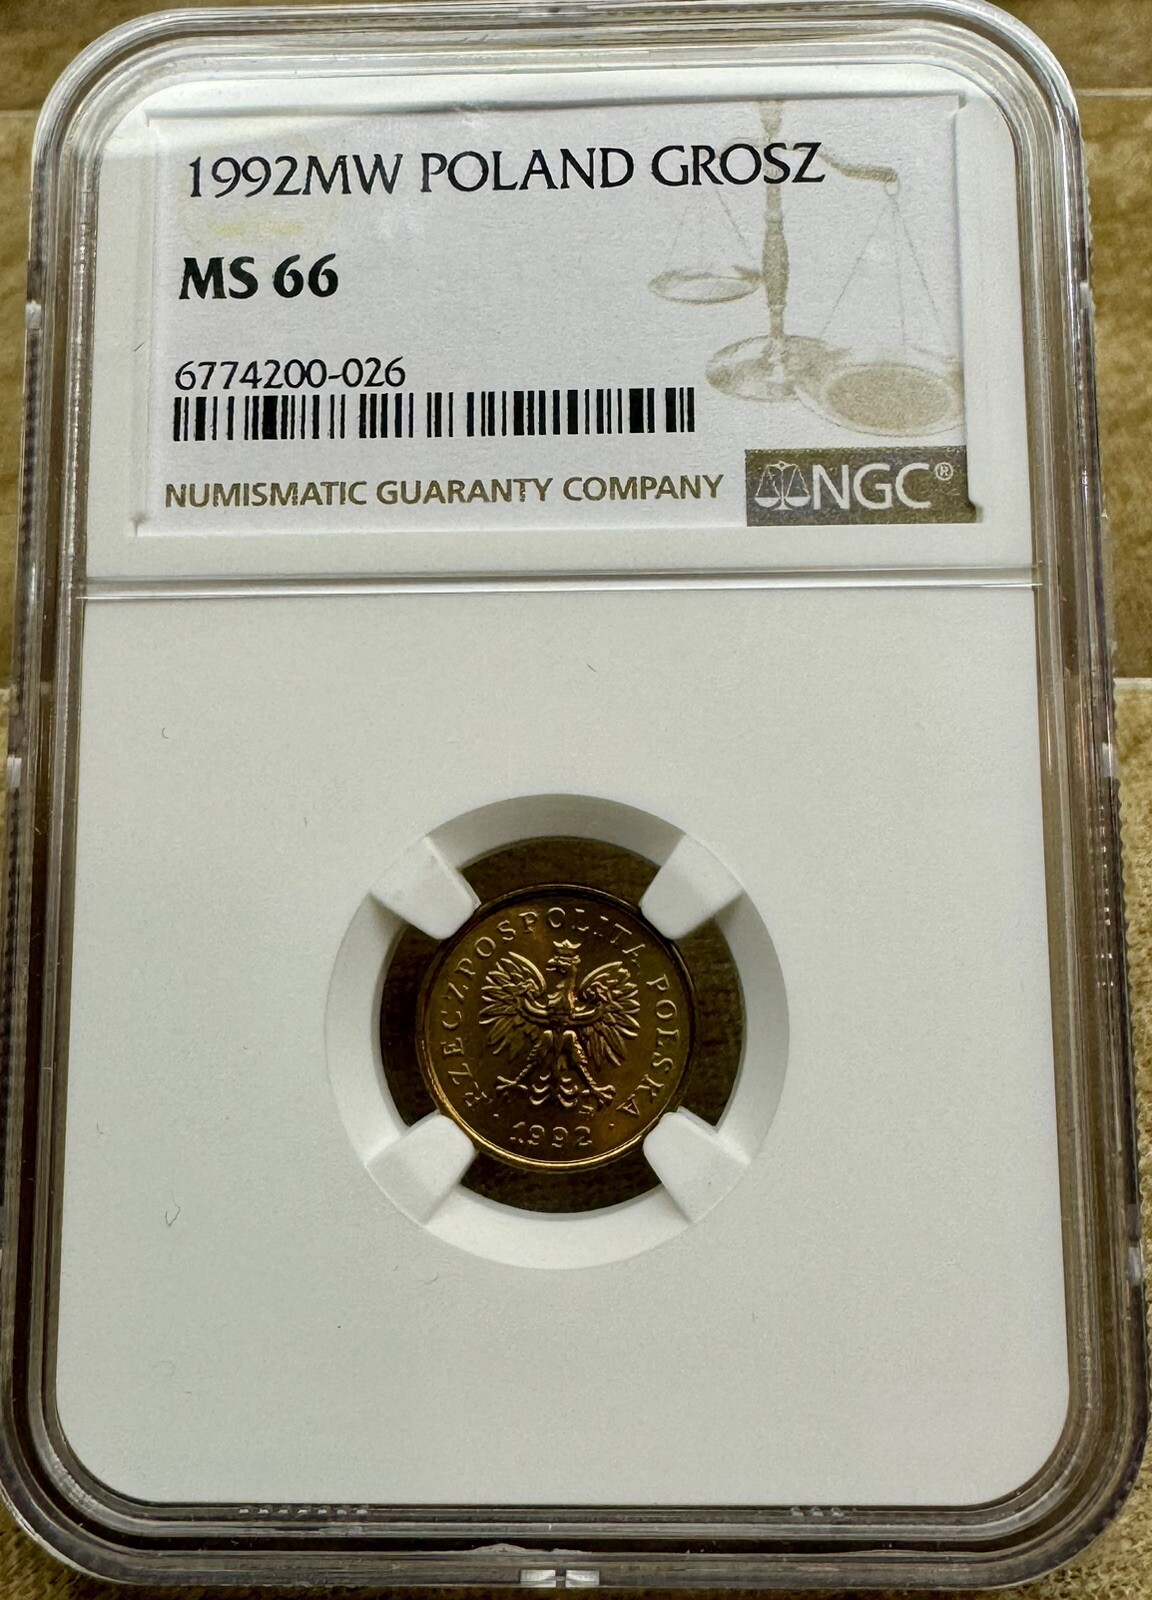 1992MW POLAND GROSZ
MS 66
6774200-026
NUMISMATIC GUARANTY COMPANY
NGC®
RZECZPOSPOLITA POLSKA
1992